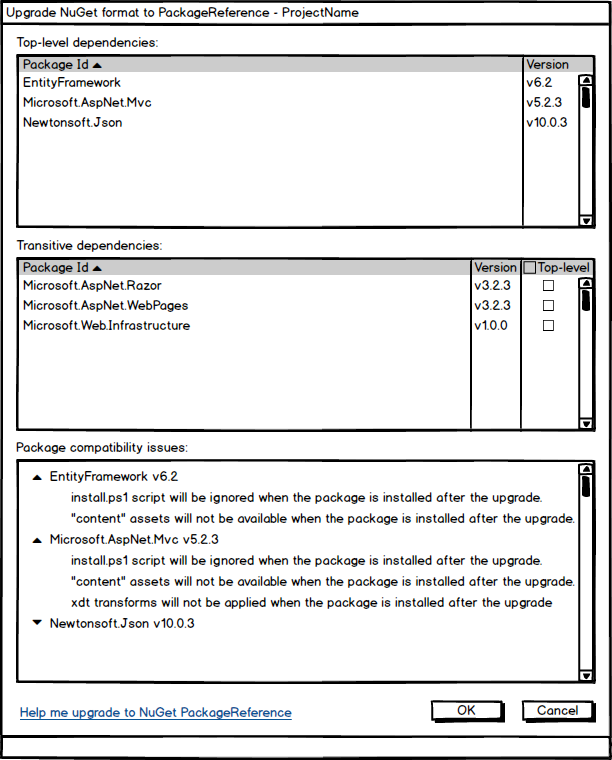 Upgrade NuGet format to PackageReference - ProjectName
Top-level dependencies:
Package Id Version
EntityFramework v6.2
Microsoft.AspNet.Mvc v5.2.3
Newtonsoft.Json v10.0.3
Transitive dependencies:
Package Id Version Top-level
Microsoft.AspNet.Razor v3.2.3
Microsoft.AspNet.WebPages v3.2.3
Microsoft.Web.Infrastructure v1.0.0
Package compatibility issues:
EntityFramework v6.2
install.ps1 script will be ignored when the package is installed after the upgrade.
"content" assets will not be available when the package is installed after the upgrade.
Microsoft.AspNet.Mvc v5.2.3
install.ps1 script will be ignored when the package is installed after the upgrade.
"content" assets will not be available when the package is installed after the upgrade.
xdt transforms will not be applied when the package is installed after the upgrade
Newtonsoft.Json v10.0.3
Help me upgrade to NuGet PackageReference OK Cancel